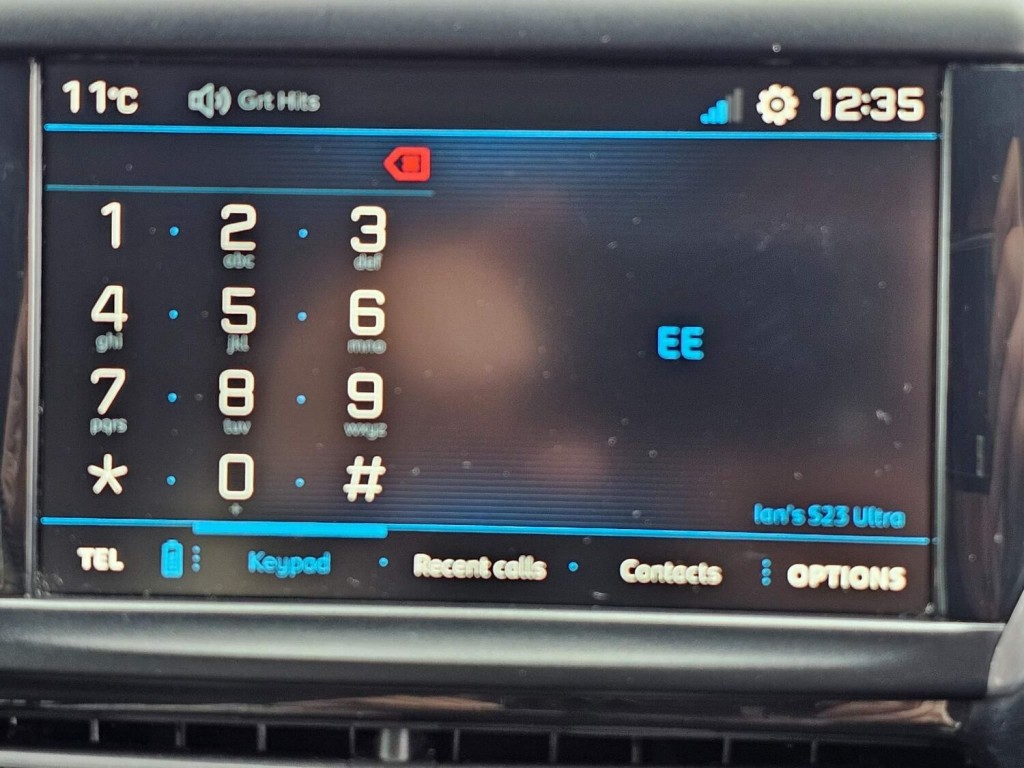 11°C Grt Hits 12:35
1 2 3
abc def
4 5 6
ghi jkl mno
7 8 9
pqrs tuv wxyz
* 0 #
+
EE
Ian's S23 Ultra
TEL Keypad Recent calls Contacts OPTIONS